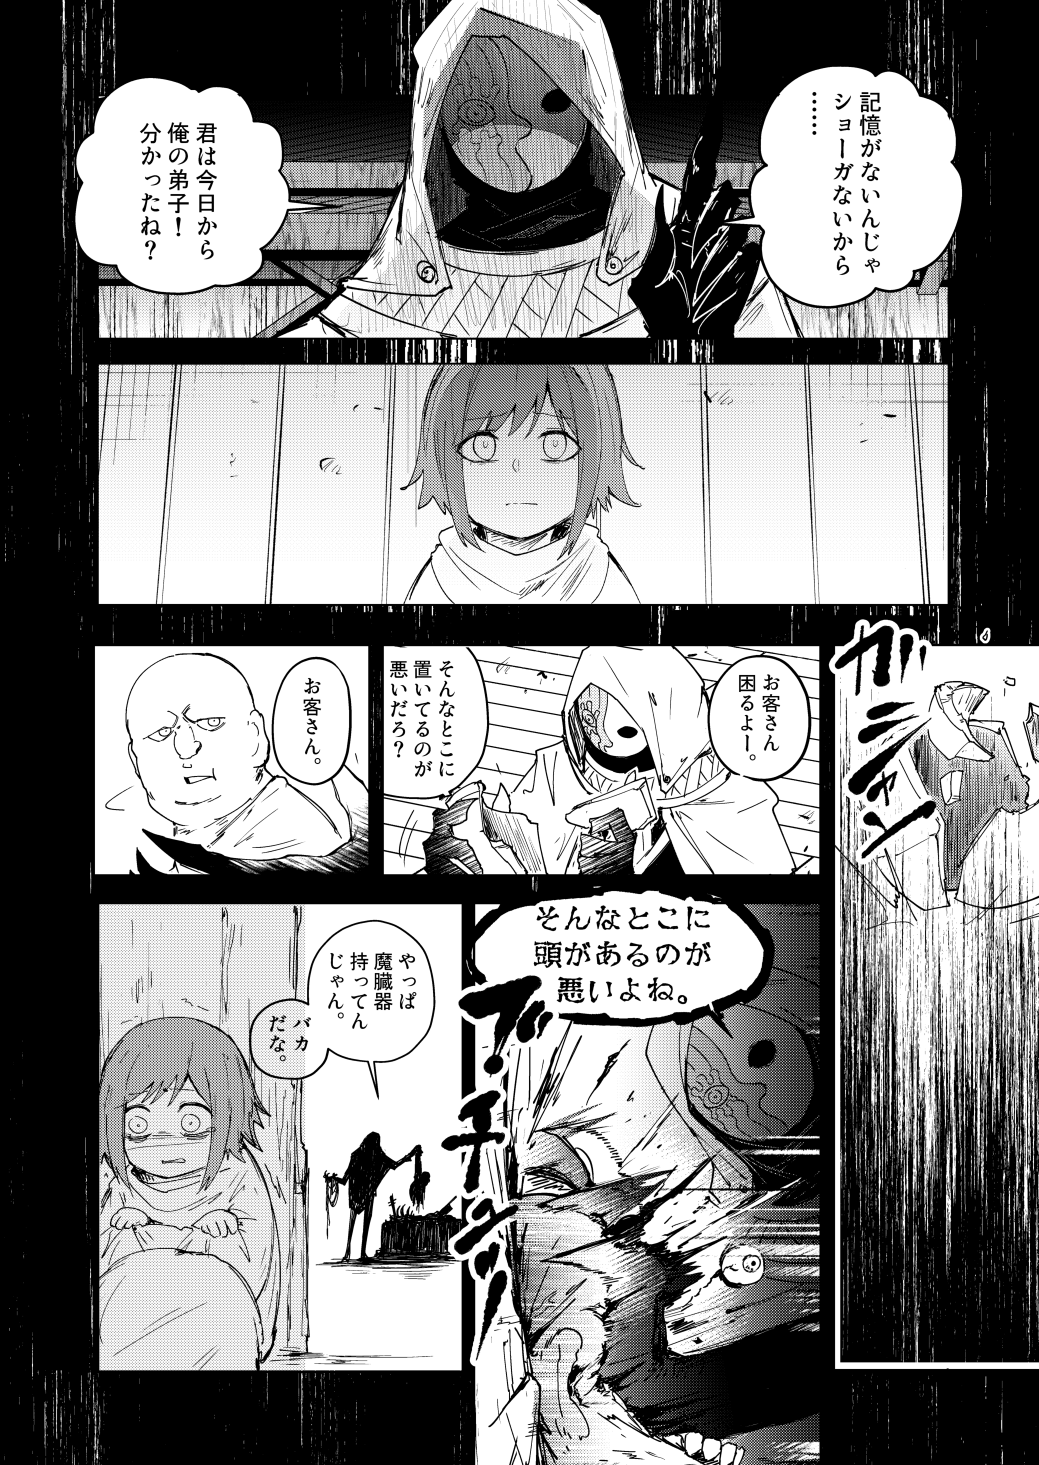 記憶がないんじゃ
ショーガないから
……
君は今日から
俺の弟子！
分かったね？
ガシャン
お客さん
困るよー。
そんなとこに
置いてるのが
悪いだろ？
お客さん。
そんなとこに
頭があるのが
悪いよね。
ブチンッ
やっぱ
魔臓器
持ってん
じゃん。
バカ
だな。